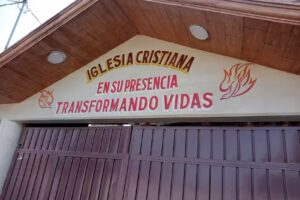 IGLESIA CRISTIANA
EN SU PRESENCIA
TRANSFORMANDO VIDAS